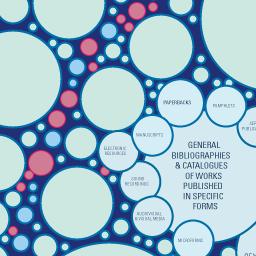 PAPERBACKS
PAMPHLETS
MANUSCRIPTS
ELECTRONIC
RESOURCES
GENERAL
BIBLIOGRAPHIES
& CATALOGUES
OF WORKS
PUBLISHED
IN SPECIFIC
FORMS
SOUND
RECORDINGS
AUDIOVISUAL
& VISUAL MEDIA
MICROFORMS